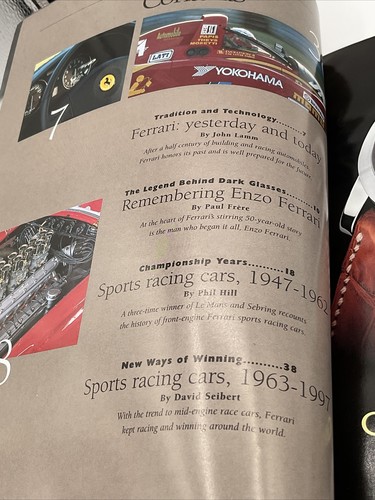 7
YOKOHAMA
LATI
Tradition and Technology..........7
Ferrari: yesterday and today
By John Lamm
After a half century of building and racing automobiles,
Ferrari honors its past and is well prepared for the future.
The Legend Behind Dark Glasses.........
Remembering Enzo Ferrari
By Paul Frère
At the heart of Ferrari's stirring 50-year-old story
is the man who began it all, Enzo Ferrari.
Championship Years......18
Sports racing cars, 1947-1962
By Phil Hill
A three-time winner of Le Mans and Sebring recounts
the history of front-engine Ferrari sports racing cars.
8
New Ways of Winning..........38
Sports racing cars, 1963-1997
By David Seibert
With the trend to mid-engine race cars, Ferrari
kept racing and winning around the world.